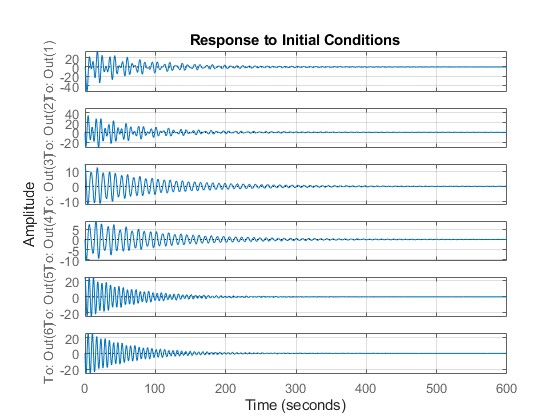 Response to Initial Conditions
To: Out(1)
20
0
-20
-40
To: Out(2)
40
20
0
-20
To: Out(3)
10
0
-10
To: Out(4)
5
0
-5
-10
To: Out(5)
20
0
-20
To: Out(6)
20
0
-20
Amplitude
0 100 200 300 400 500 600
Time (seconds)